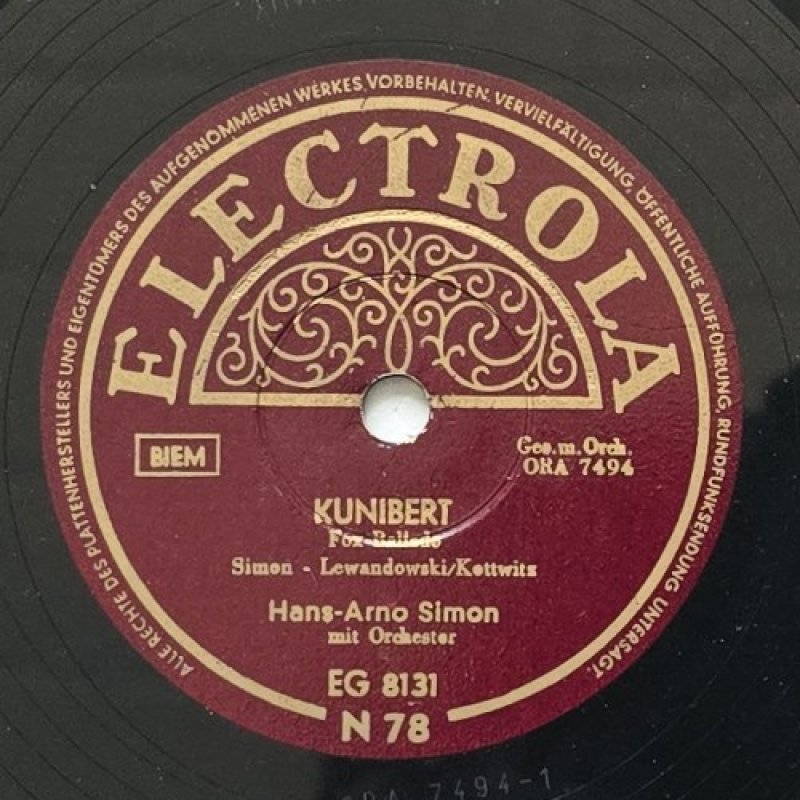 ALLE RECHTE DES PLATTENHERSTELLERS UND EIGENTÜMERS DES AUFGENOMMENEN WERKES VORBEHALTEN. VERVIELFÄLTIGUNG, ÖFFENTLICHE AUFFÜHRUNG, RUNDFUNKSENDUNG UNTERSAGT.
ELECTROLA
BIEM
Ges.m.Orch.
ORA 7494
KUNIBERT
Fox-Ballade
Simon - Lewandowski/Kottwitz
Hans-Arno Simon
mit Orchester
EG 8131
N 78
ORA 7494-1